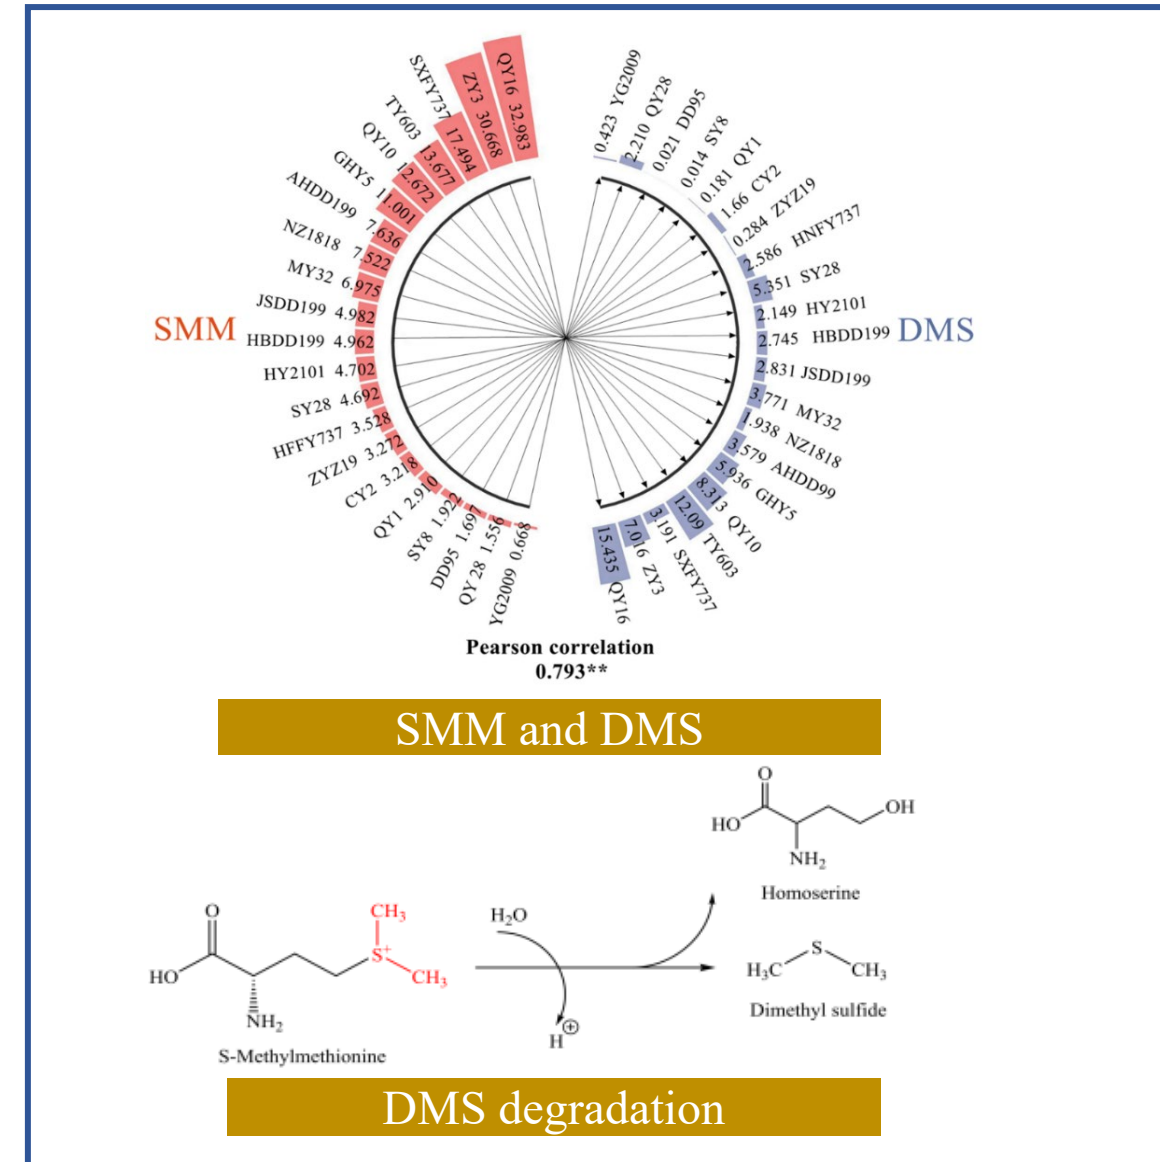 QY16 32.983
ZY3 30.668
SXFY737 17.494
TY603 13.677
QY10 12.672
GHY5 11.001
AHDD199 7.636
NZ1818 7.522
MY32 6.975
JSDD199 4.982
HBDD199 4.962
HY2101 4.702
SY28 4.692
HFFY737 3.528
ZYZ19 3.272
CY2 3.218
QY1 2.910
SY8 1.922
DD95 1.697
QY28 1.556
YG2009 0.668
SMM
0.423 YG2009
2.210 QY28
0.021 DD95
0.014 SY8
0.181 QY1
1.66 CY2
0.284 ZYZ19
2.586 HNFY737
5.351 SY28
2.149 HY2101
2.745 HBDD199
2.831 JSDD199
3.771 MY32
1.938 NZ1818
3.579 AHDD99
5.936 GHY5
8.313 QY10
12.09 TY603
3.191 SXFY737
7.016 ZY3
15.435 QY16
DMS
Pearson correlation
0.793**
SMM and DMS
O
HO
OH
NH₂
Homoserine
O
CH₃
HO
S⁺
CH₃
NH₂
S-Methylmethionine
H₂O
H⊕
S
H₃C
CH₃
Dimethyl sulfide
DMS degradation